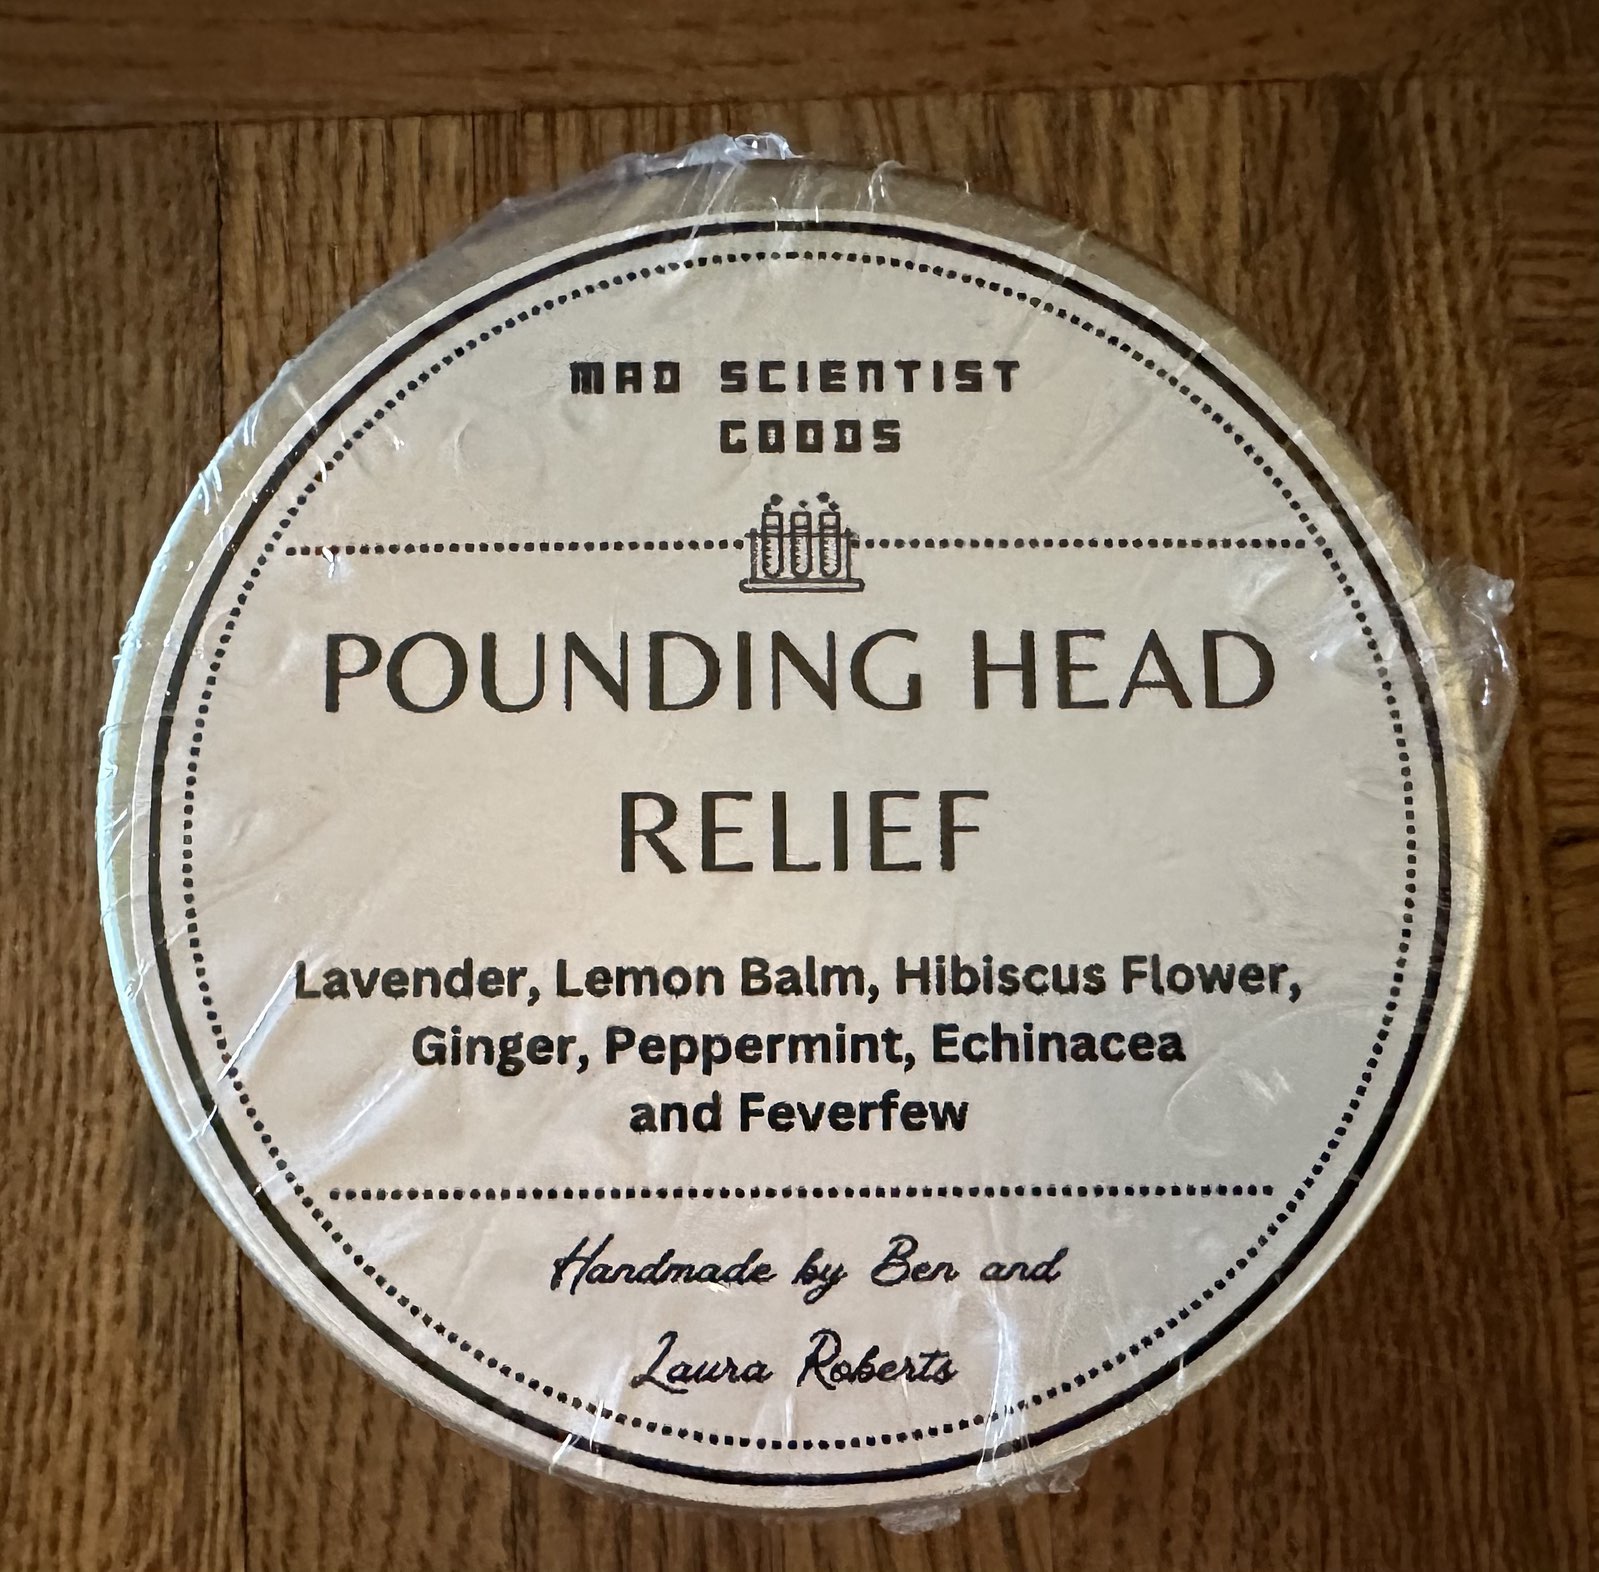 MAD SCIENTIST
GOODS
POUNDING HEAD
RELIEF
Lavender, Lemon Balm, Hibiscus Flower,
Ginger, Peppermint, Echinacea
and Feverfew
Handmade by Ben and
Laura Roberts